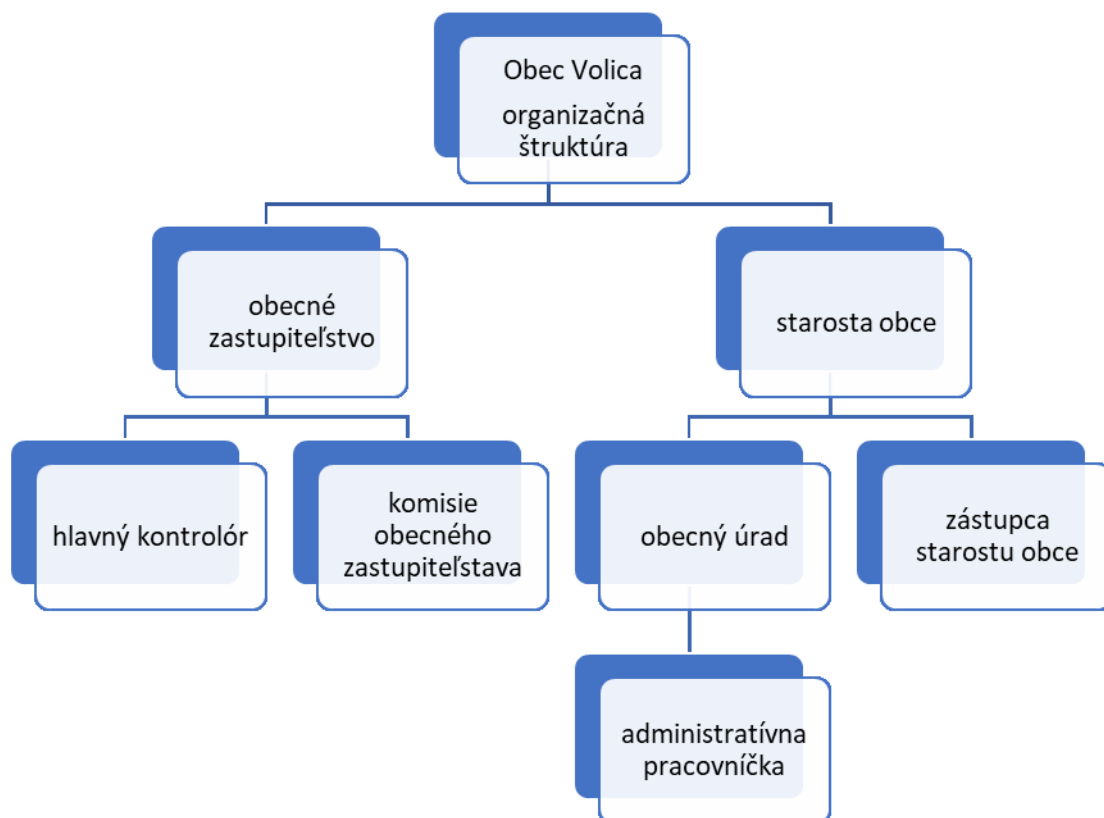 Obec Volica
organizačná
štruktúra
obecné
zastupiteľstvo
starosta obce
hlavný kontrolór
komisie
obecného
zastupiteľstava
obecný úrad
zástupca
starostu obce
administratívna
pracovníčka